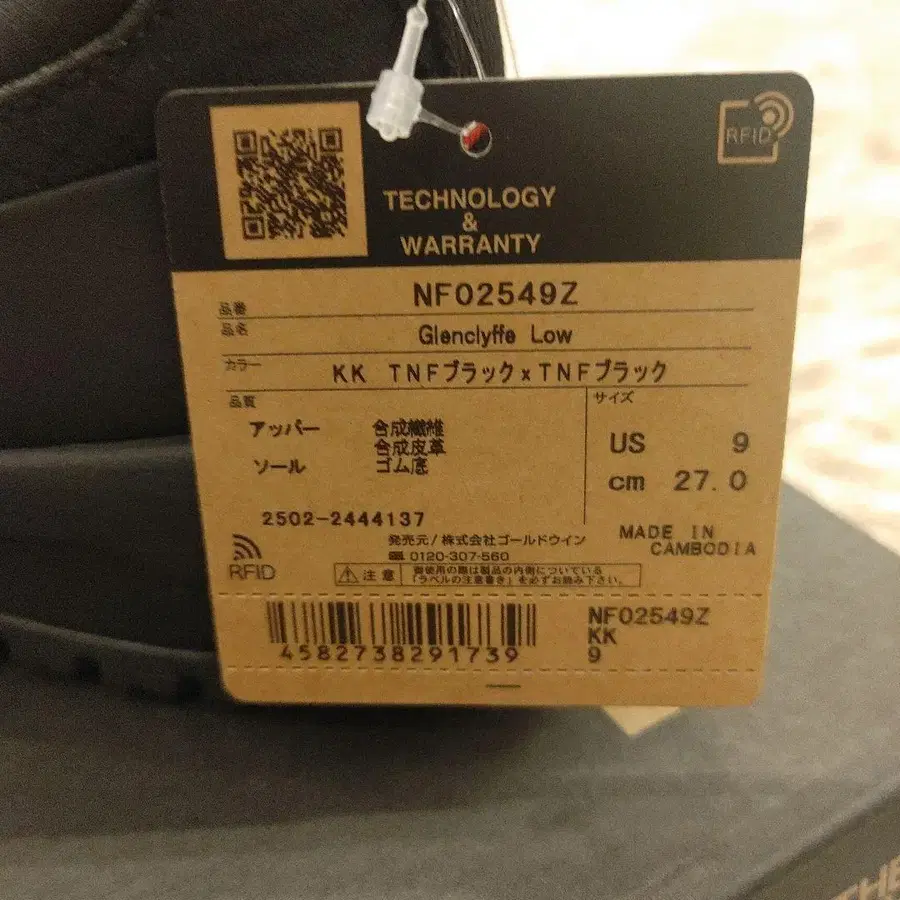 RFID
TECHNOLOGY
&
WARRANTY
品番 NF02549Z
品名 Glenclyffe Low
カラー KK TNFブラック×TNFブラック
品質
アッパー 合成繊維
合成皮革
ソール ゴム底
サイズ
US 9
cm 27.0
2502-2444137
MADE IN
CAMBODIA
発売元/株式会社ゴールドウイン
0120-307-560
RFID
注意
御使用の際は製品の内側についている
「ラベルの注意書き」を必ずお読み下さい。
4582738291739
NF02549Z
KK
9
THE